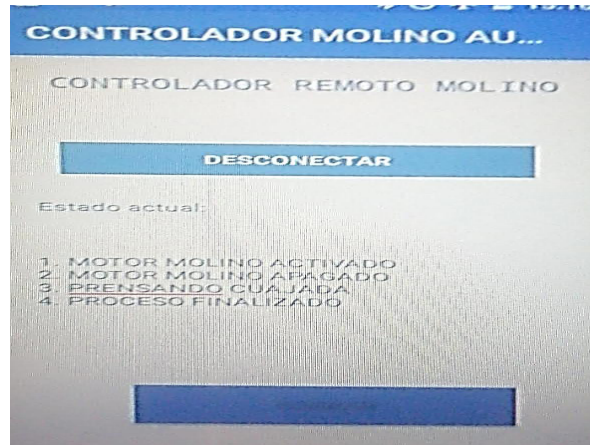 CONTROLADOR MOLINO AU...
CONTROLADOR REMOTO MOLINO
DESCONECTAR
Estado actual:
1. MOTOR MOLINO ACTIVADO
2. MOTOR MOLINO APAGADO
3. PRENSANDO CUAJADA
4. PROCESO FINALIZADO